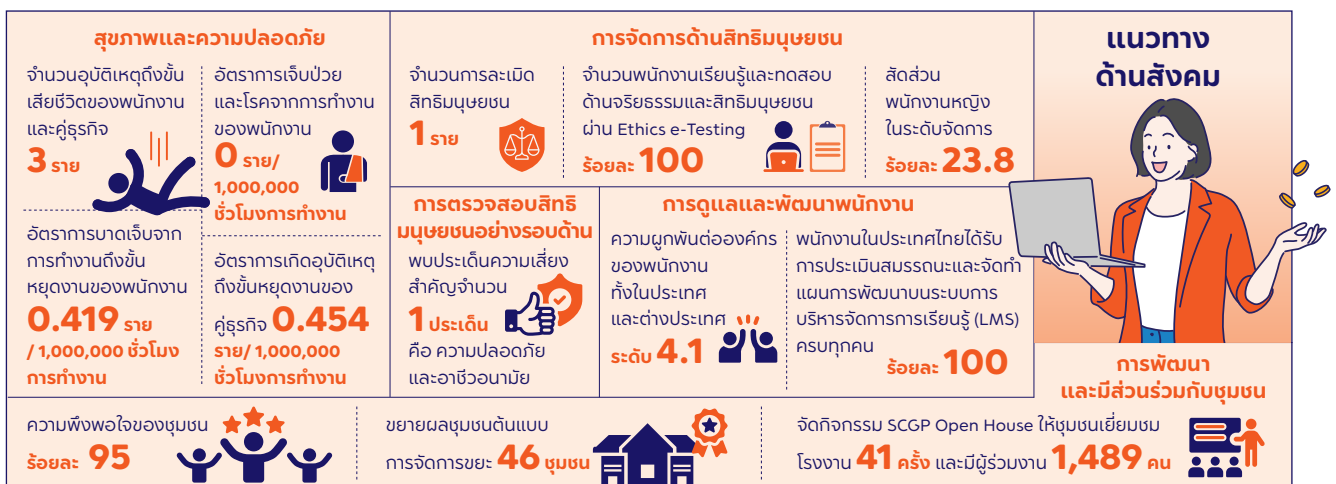 สุขภาพและความปลอดภัย
จำนวนอุบัติเหตุถึงขั้น
เสียชีวิตของพนักงาน
และคู่ธุรกิจ
3 ราย
อัตราการเจ็บป่วย
และโรคจากการทำงาน
ของพนักงาน
0 ราย/
1,000,000
ชั่วโมงการทำงาน
อัตราการบาดเจ็บจาก
การทำงานถึงขั้น
หยุดงานของพนักงาน
0.419 ราย
/ 1,000,000 ชั่วโมง
การทำงาน
อัตราการเกิดอุบัติเหตุ
ถึงขั้นหยุดงานของ
คู่ธุรกิจ 0.454
ราย/ 1,000,000
ชั่วโมงการทำงาน
การจัดการด้านสิทธิมนุษยชน
จำนวนการละเมิด
สิทธิมนุษยชน
1 ราย
จำนวนพนักงานเรียนรู้และทดสอบ
ด้านจริยธรรมและสิทธิมนุษยชน
ผ่าน Ethics e-Testing
ร้อยละ 100
สัดส่วน
พนักงานหญิง
ในระดับจัดการ
ร้อยละ 23.8
การตรวจสอบสิทธิ
มนุษยชนอย่างรอบด้าน
พบประเด็นความเสี่ยง
สำคัญจำนวน
1 ประเด็น
คือ ความปลอดภัย
และอาชีวอนามัย
การดูแลและพัฒนาพนักงาน
ความผูกพันต่อองค์กร
ของพนักงาน
ทั้งในประเทศ
และต่างประเทศ
ระดับ 4.1
พนักงานในประเทศไทยได้รับ
การประเมินสมรรถนะและจัดทำ
แผนการพัฒนาบนระบบการ
บริหารจัดการการเรียนรู้ (LMS)
ครบทุกคน
ร้อยละ 100
แนวทาง
ด้านสังคม
การพัฒนา
และมีส่วนร่วมกับชุมชน
ความพึงพอใจของชุมชน
ร้อยละ 95
ขยายผลชุมชนต้นแบบ
การจัดการขยะ 46 ชุมชน
จัดกิจกรรม SCGP Open House ให้ชุมชนเยี่ยมชม
โรงงาน 41 ครั้ง และมีผู้ร่วมงาน 1,489 คน